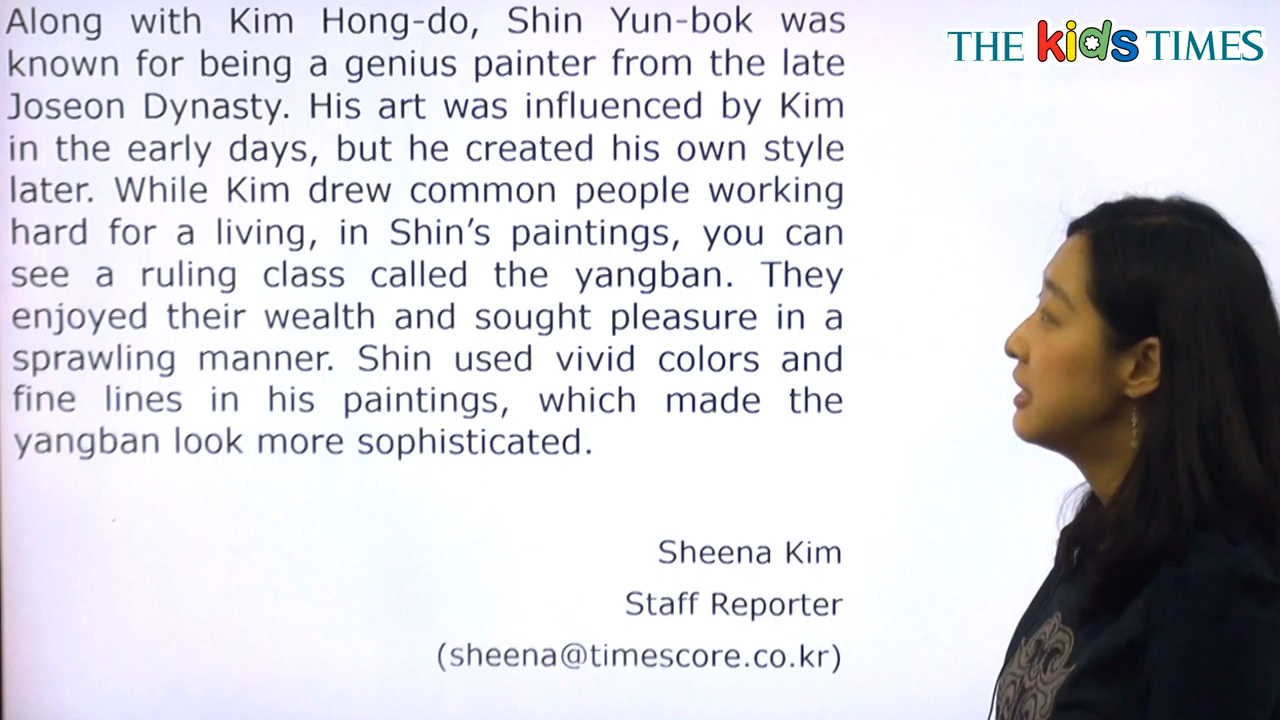 Along with Kim Hong-do, Shin Yun-bok was
known for being a genius painter from the late
Joseon Dynasty. His art was influenced by Kim
in the early days, but he created his own style
later. While Kim drew common people working
hard for a living, in Shin's paintings, you can
see a ruling class called the yangban. They
enjoyed their wealth and sought pleasure in a
sprawling manner. Shin used vivid colors and
fine lines in his paintings, which made the
yangban look more sophisticated.
Sheena Kim
Staff Reporter
(sheena@timescore.co.kr)
THE kids TIMES